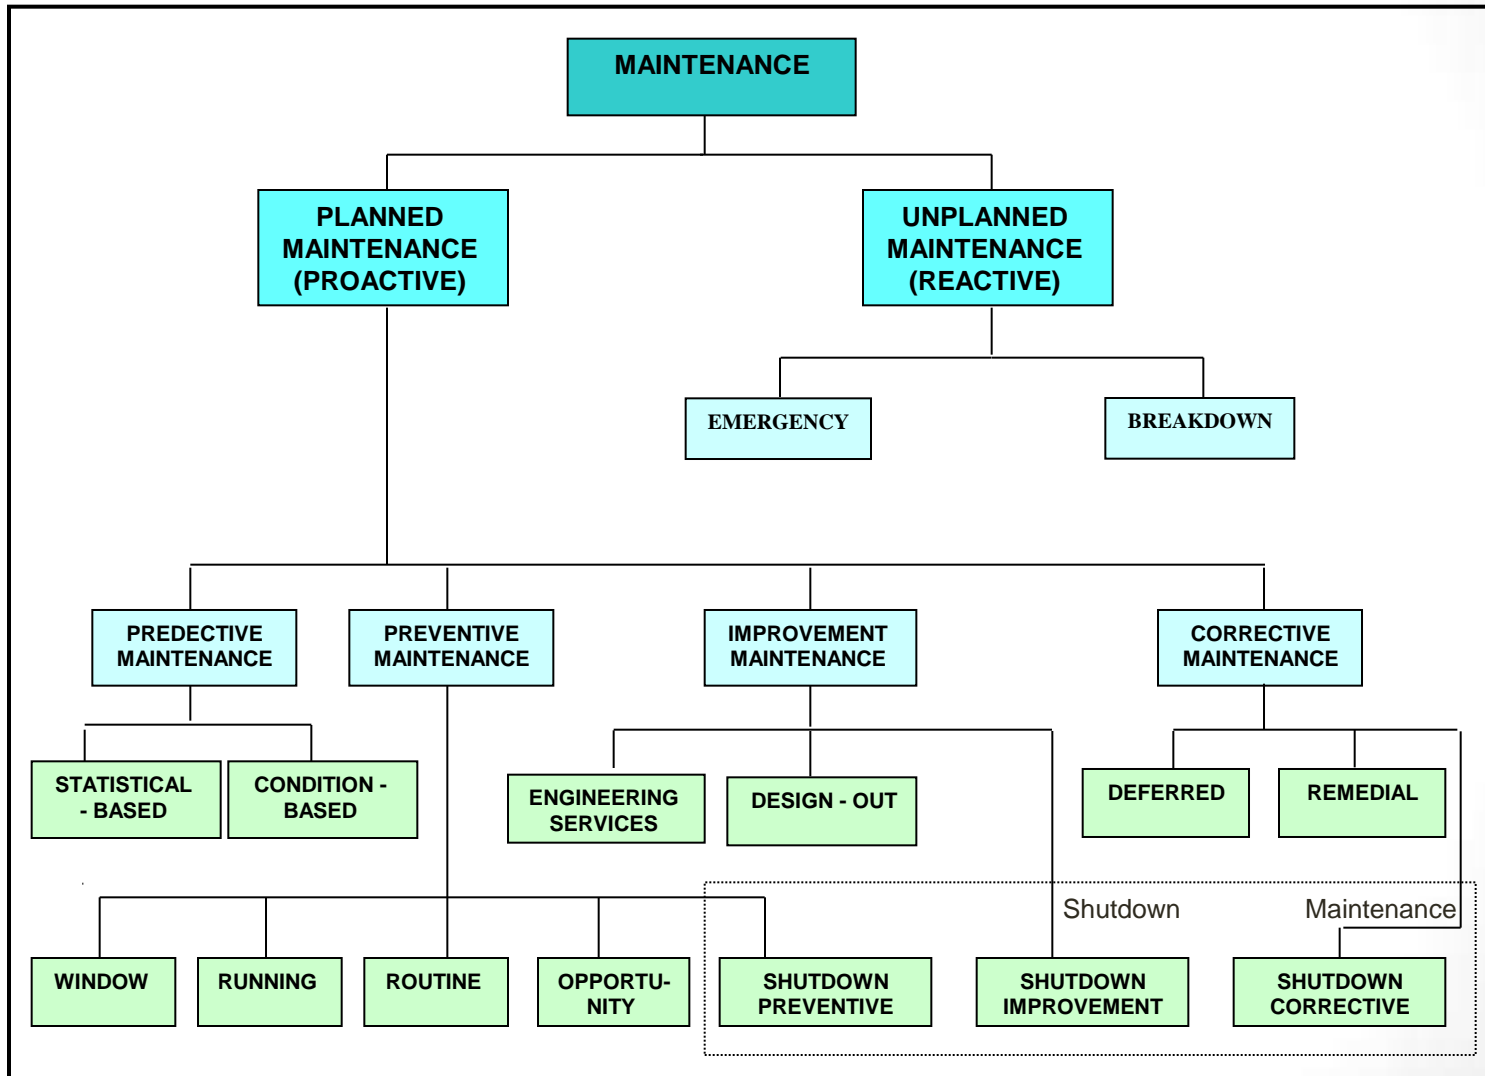 MAINTENANCE
PLANNED
MAINTENANCE
(PROACTIVE)
UNPLANNED
MAINTENANCE
(REACTIVE)
EMERGENCY
BREAKDOWN
PREDECTIVE
MAINTENANCE
PREVENTIVE
MAINTENANCE
IMPROVEMENT
MAINTENANCE
CORRECTIVE
MAINTENANCE
STATISTICAL
- BASED
CONDITION -
BASED
ENGINEERING
SERVICES
DESIGN - OUT
DEFERRED
REMEDIAL
Shutdown Maintenance
WINDOW
RUNNING
ROUTINE
OPPORTU-
NITY
SHUTDOWN
PREVENTIVE
SHUTDOWN
IMPROVEMENT
SHUTDOWN
CORRECTIVE